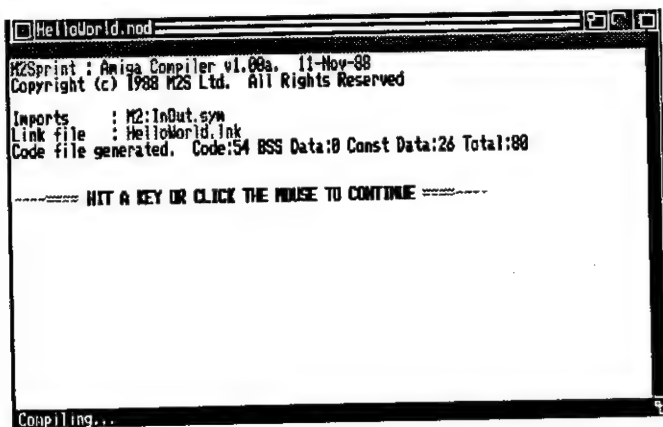 HelloWorld.mod
M2Sprint : Amiga Compiler v1.00a. 11-Nov-88
Copyright (c) 1988 M2S Ltd. All Rights Reserved
Imports : M2:InOut.sym
Link file : HelloWorld.lnk
Code file generated. Code:54 BSS Data:0 Const Data:26 Total:80
----==== HIT A KEY OR CLICK THE MOUSE TO CONTINUE ====----
Compiling...